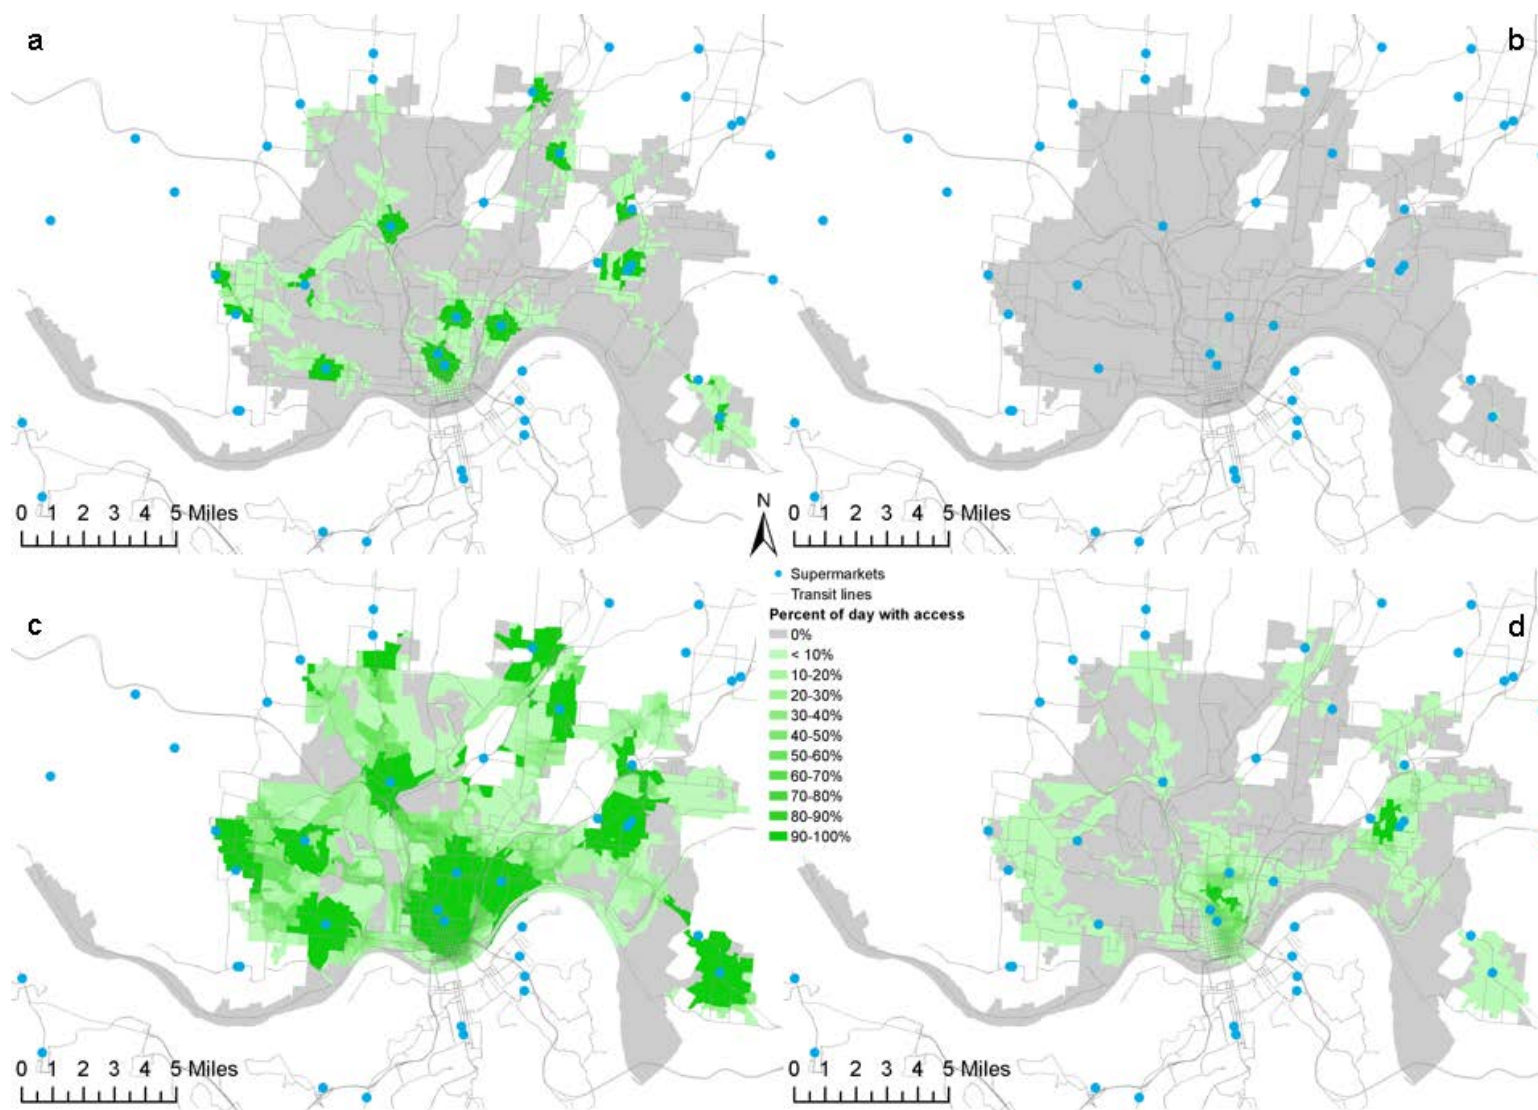 a
b
0 1 2 3 4 5 Miles
N
0 1 2 3 4 5 Miles
Supermarkets
Transit lines
Percent of day with access
0%
< 10%
10-20%
20-30%
30-40%
40-50%
50-60%
60-70%
70-80%
80-90%
90-100%
c
d
0 1 2 3 4 5 Miles
0 1 2 3 4 5 Miles